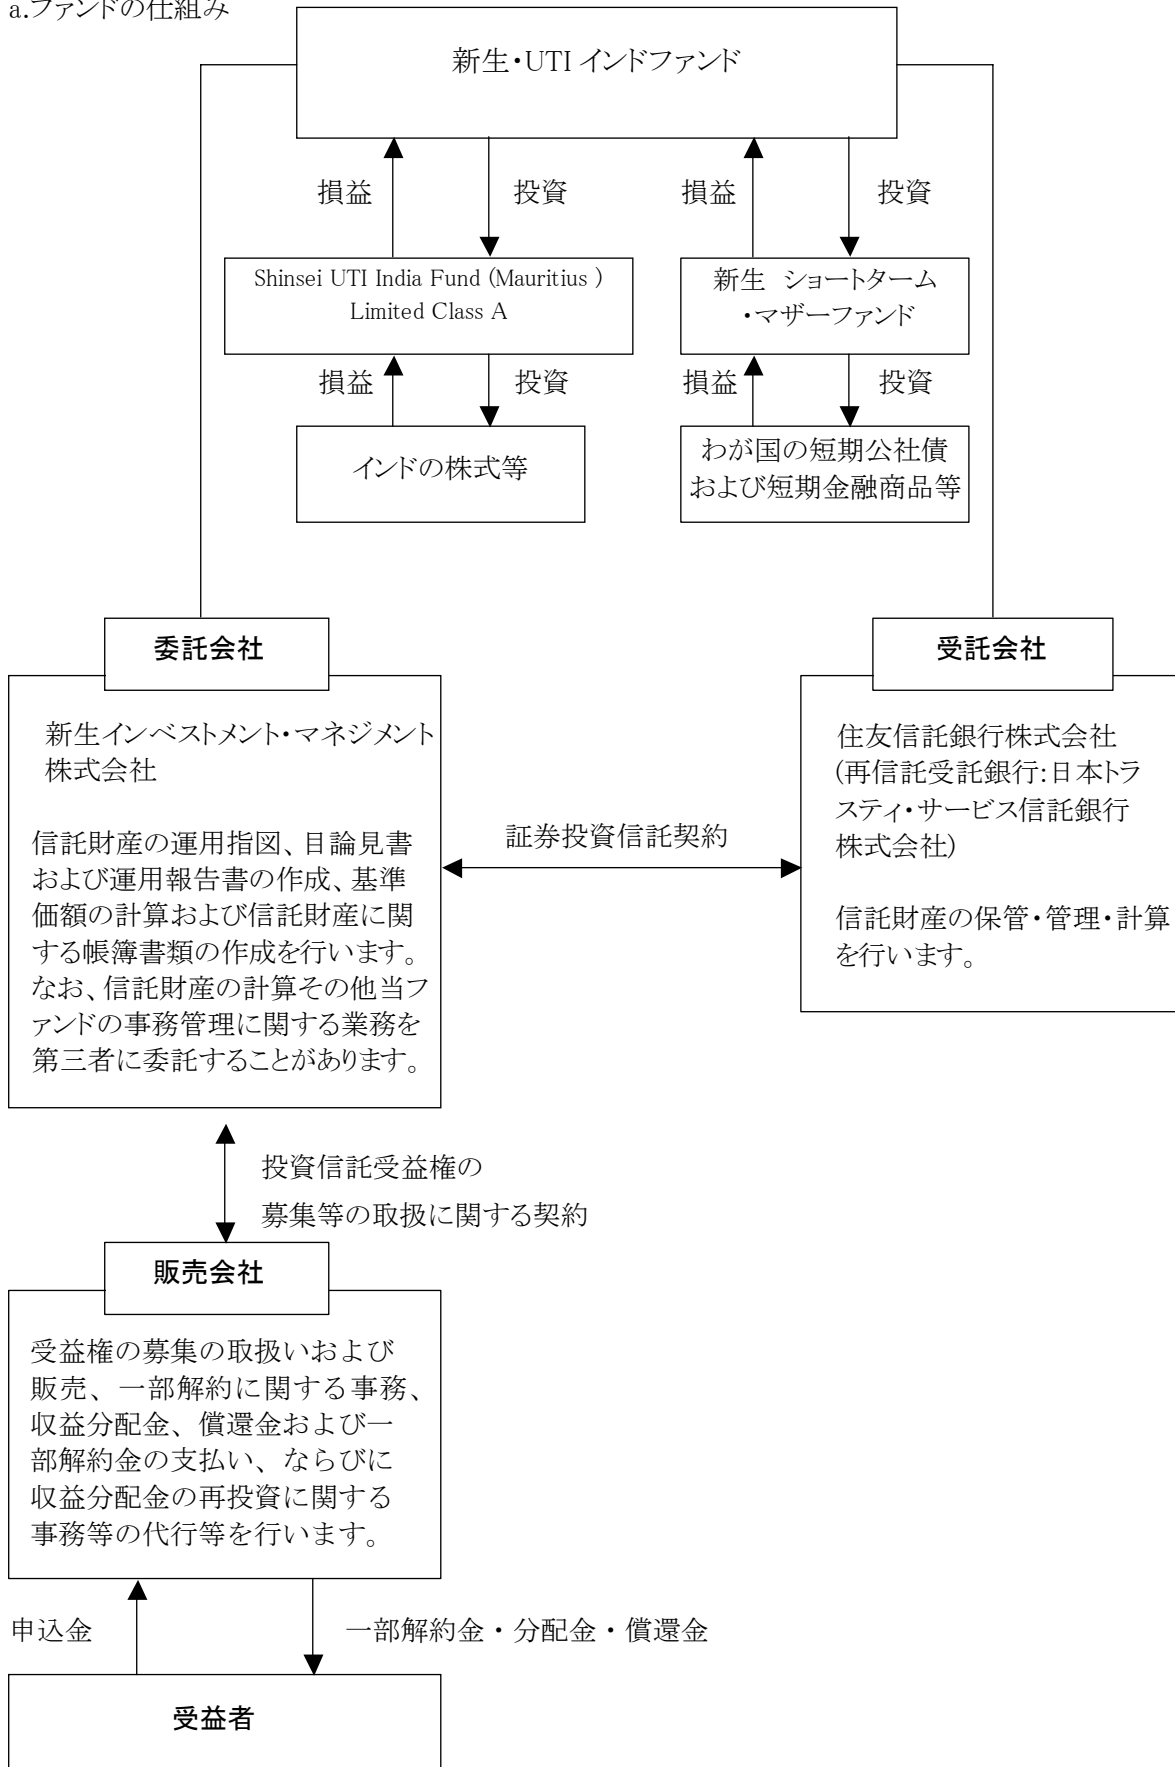 a.ファンドの仕組み
新生・UTI インドファンド
損益
投資
損益
投資
Shinsei UTI India Fund (Mauritius )
Limited Class A
新生　ショートターム
・マザーファンド
損益
投資
損益
投資
インドの株式等
わが国の短期公社債
および短期金融商品等
委託会社
新生インベストメント・マネジメント
株式会社
信託財産の運用指図、目論見書
および運用報告書の作成、基準
価額の計算および信託財産に関
する帳簿書類の作成を行います。
なお、信託財産の計算その他当フ
ァンドの事務管理に関する業務を
第三者に委託することがあります。
証券投資信託契約
受託会社
住友信託銀行株式会社
(再信託受託銀行:日本トラ
スティ・サービス信託銀行
株式会社)
信託財産の保管・管理・計算
を行います。
投資信託受益権の
募集等の取扱に関する契約
販売会社
受益権の募集の取扱いおよび
販売、一部解約に関する事務、
収益分配金、償還金および一
部解約金の支払い、ならびに
収益分配金の再投資に関する
事務等の代行等を行います。
申込金
一部解約金・分配金・償還金
受益者